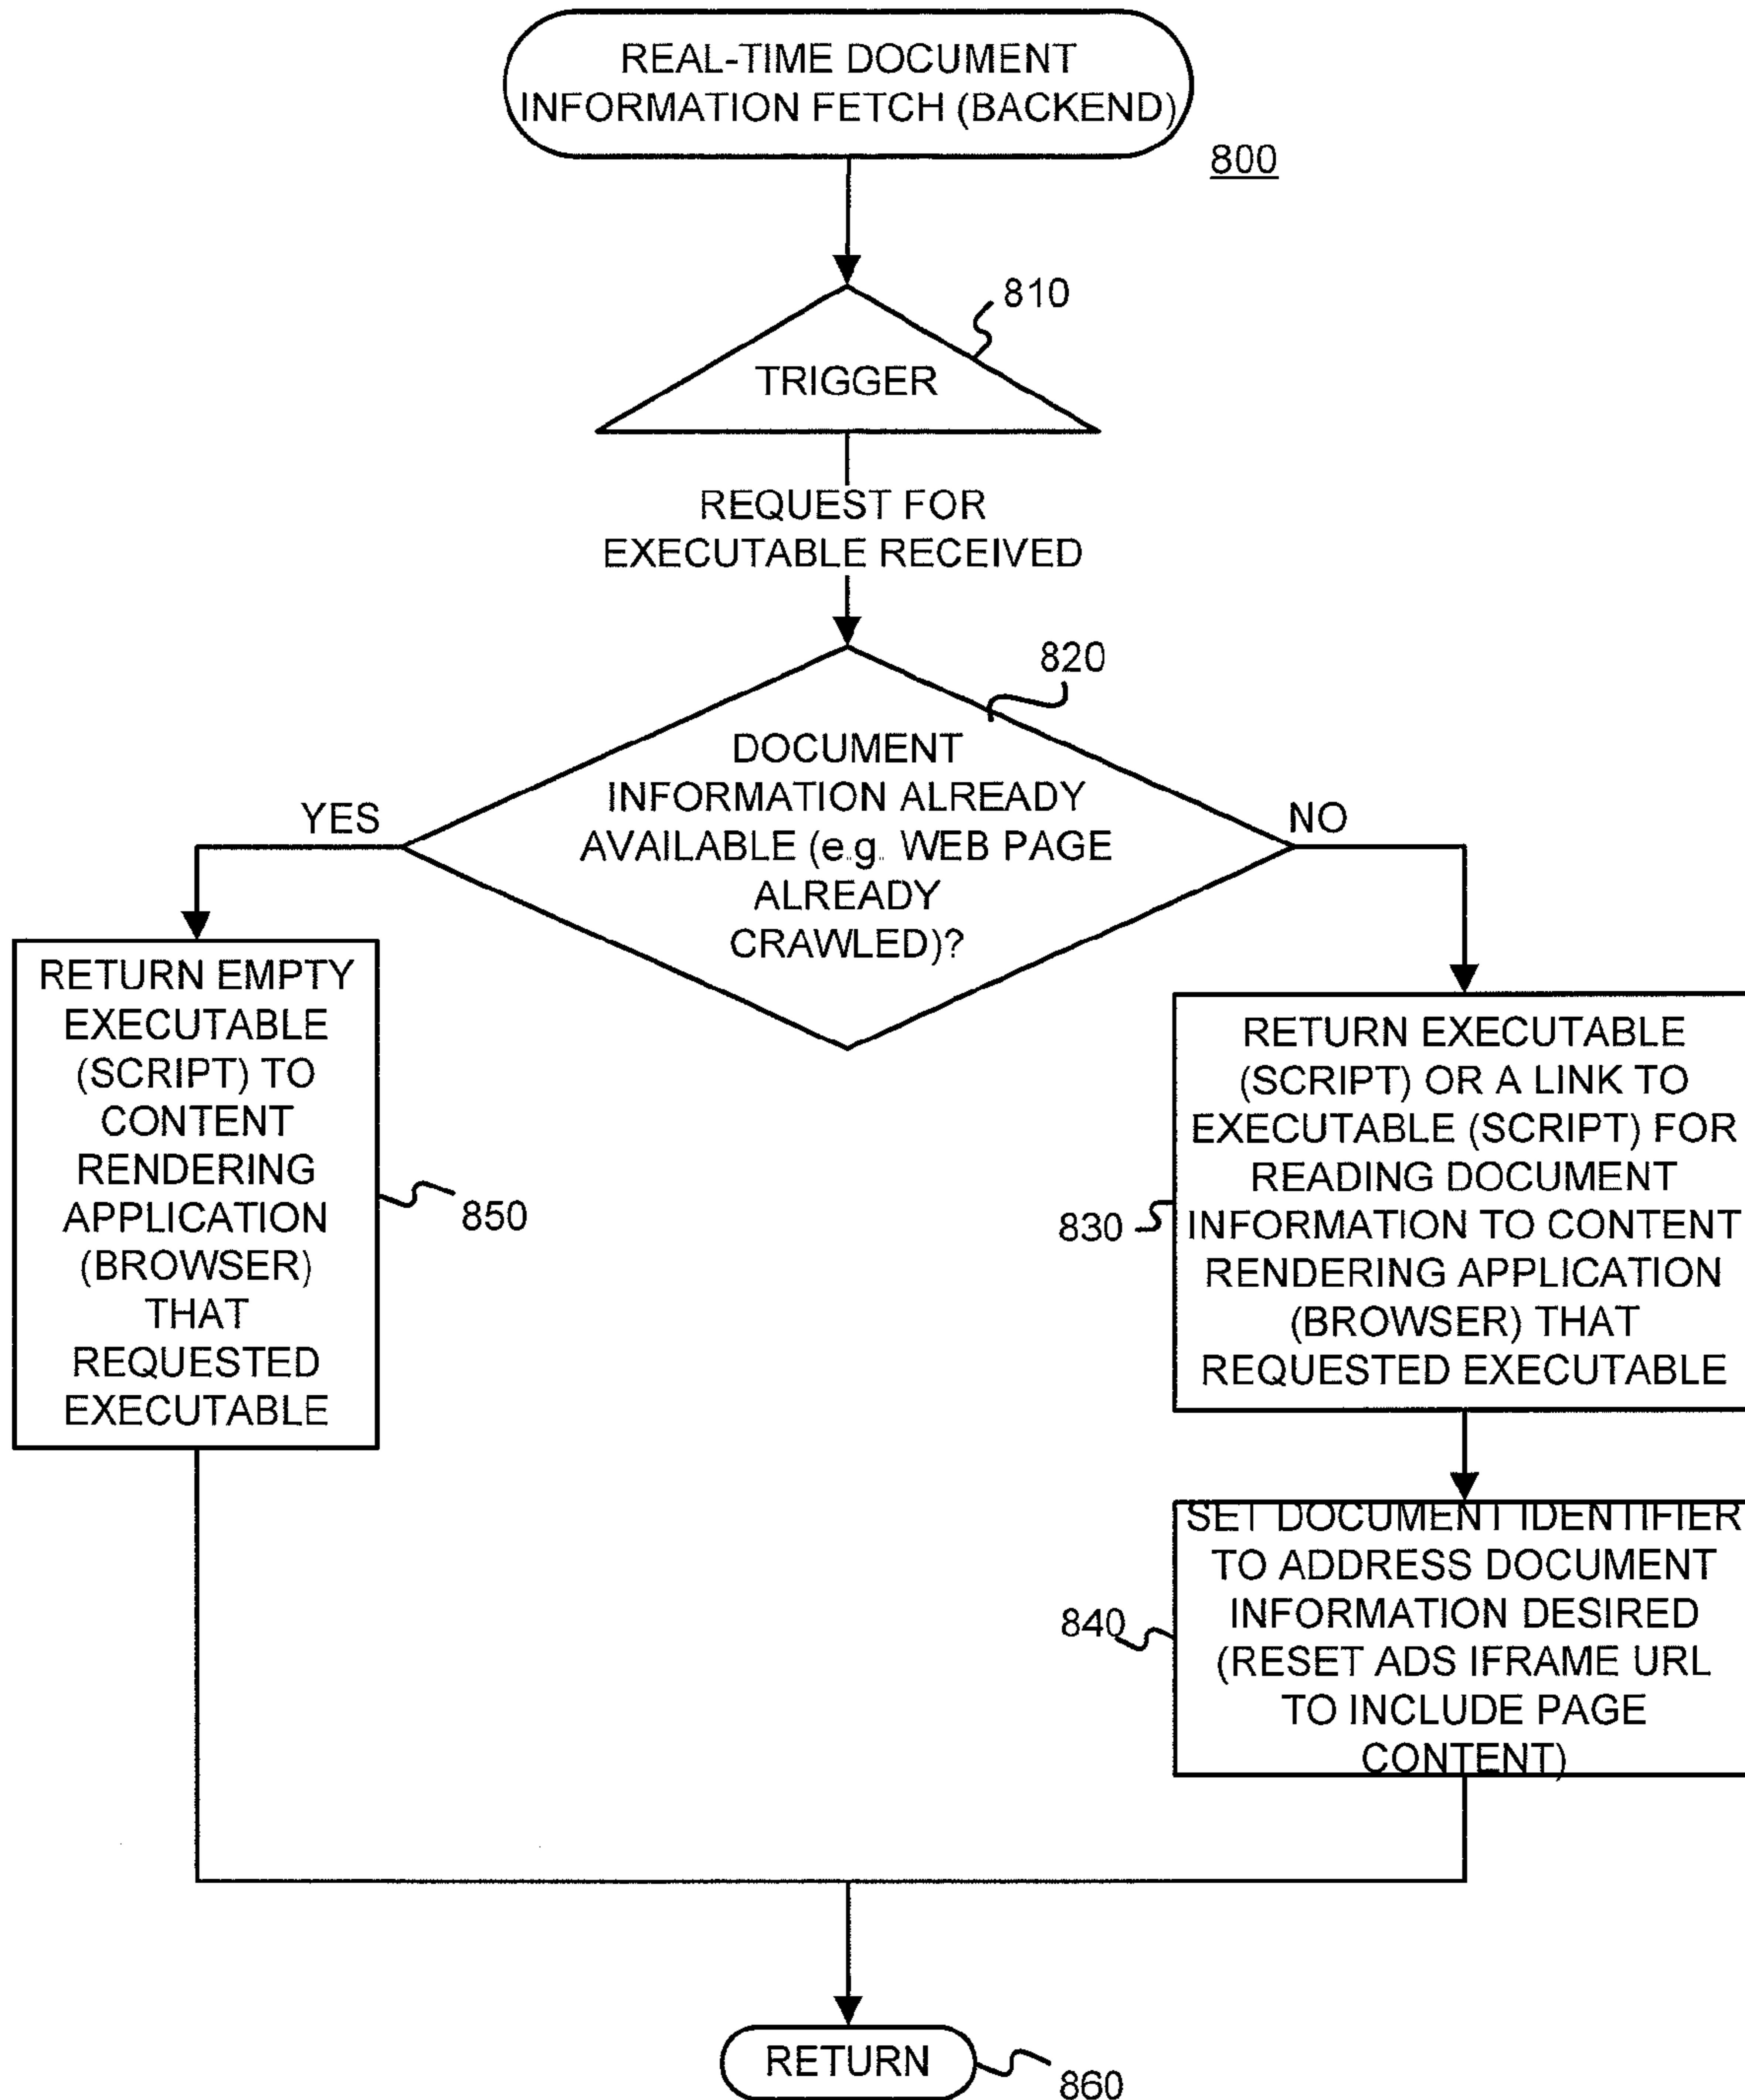 REAL-TIME DOCUMENT
INFORMATION FETCH (BACKEND)
800
810
TRIGGER
REQUEST FOR
EXECUTABLE RECEIVED
820
DOCUMENT
INFORMATION ALREADY
AVAILABLE (e.g. WEB PAGE
ALREADY
CRAWLED)?
YES
NO
RETURN EMPTY
EXECUTABLE
(SCRIPT) TO
CONTENT
RENDERING
APPLICATION
(BROWSER)
THAT
REQUESTED
EXECUTABLE
850
RETURN EXECUTABLE
(SCRIPT) OR A LINK TO
EXECUTABLE (SCRIPT) FOR
READING DOCUMENT
INFORMATION TO CONTENT
RENDERING APPLICATION
(BROWSER) THAT
REQUESTED EXECUTABLE
830
SET DOCUMENT IDENTIFIER
TO ADDRESS DOCUMENT
INFORMATION DESIRED
(RESET ADS IFRAME URL
TO INCLUDE PAGE
CONTENT)
840
RETURN
860